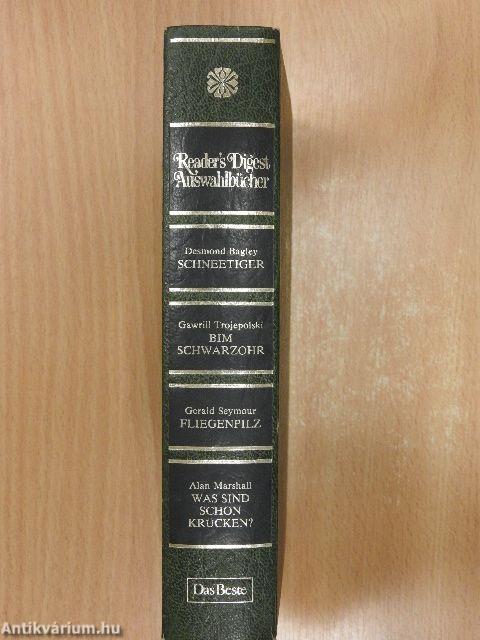 Reader's Digest
Auswahlbücher
Desmond Bagley
SCHNEETIGER
Gawrill Trojepolski
BIM
SCHWARZOHR
Gerald Seymour
FLIEGENPILZ
Alan Marshall
WAS SIND
SCHON
KRÜCKEN?
Das Beste
Antikvárium.hu